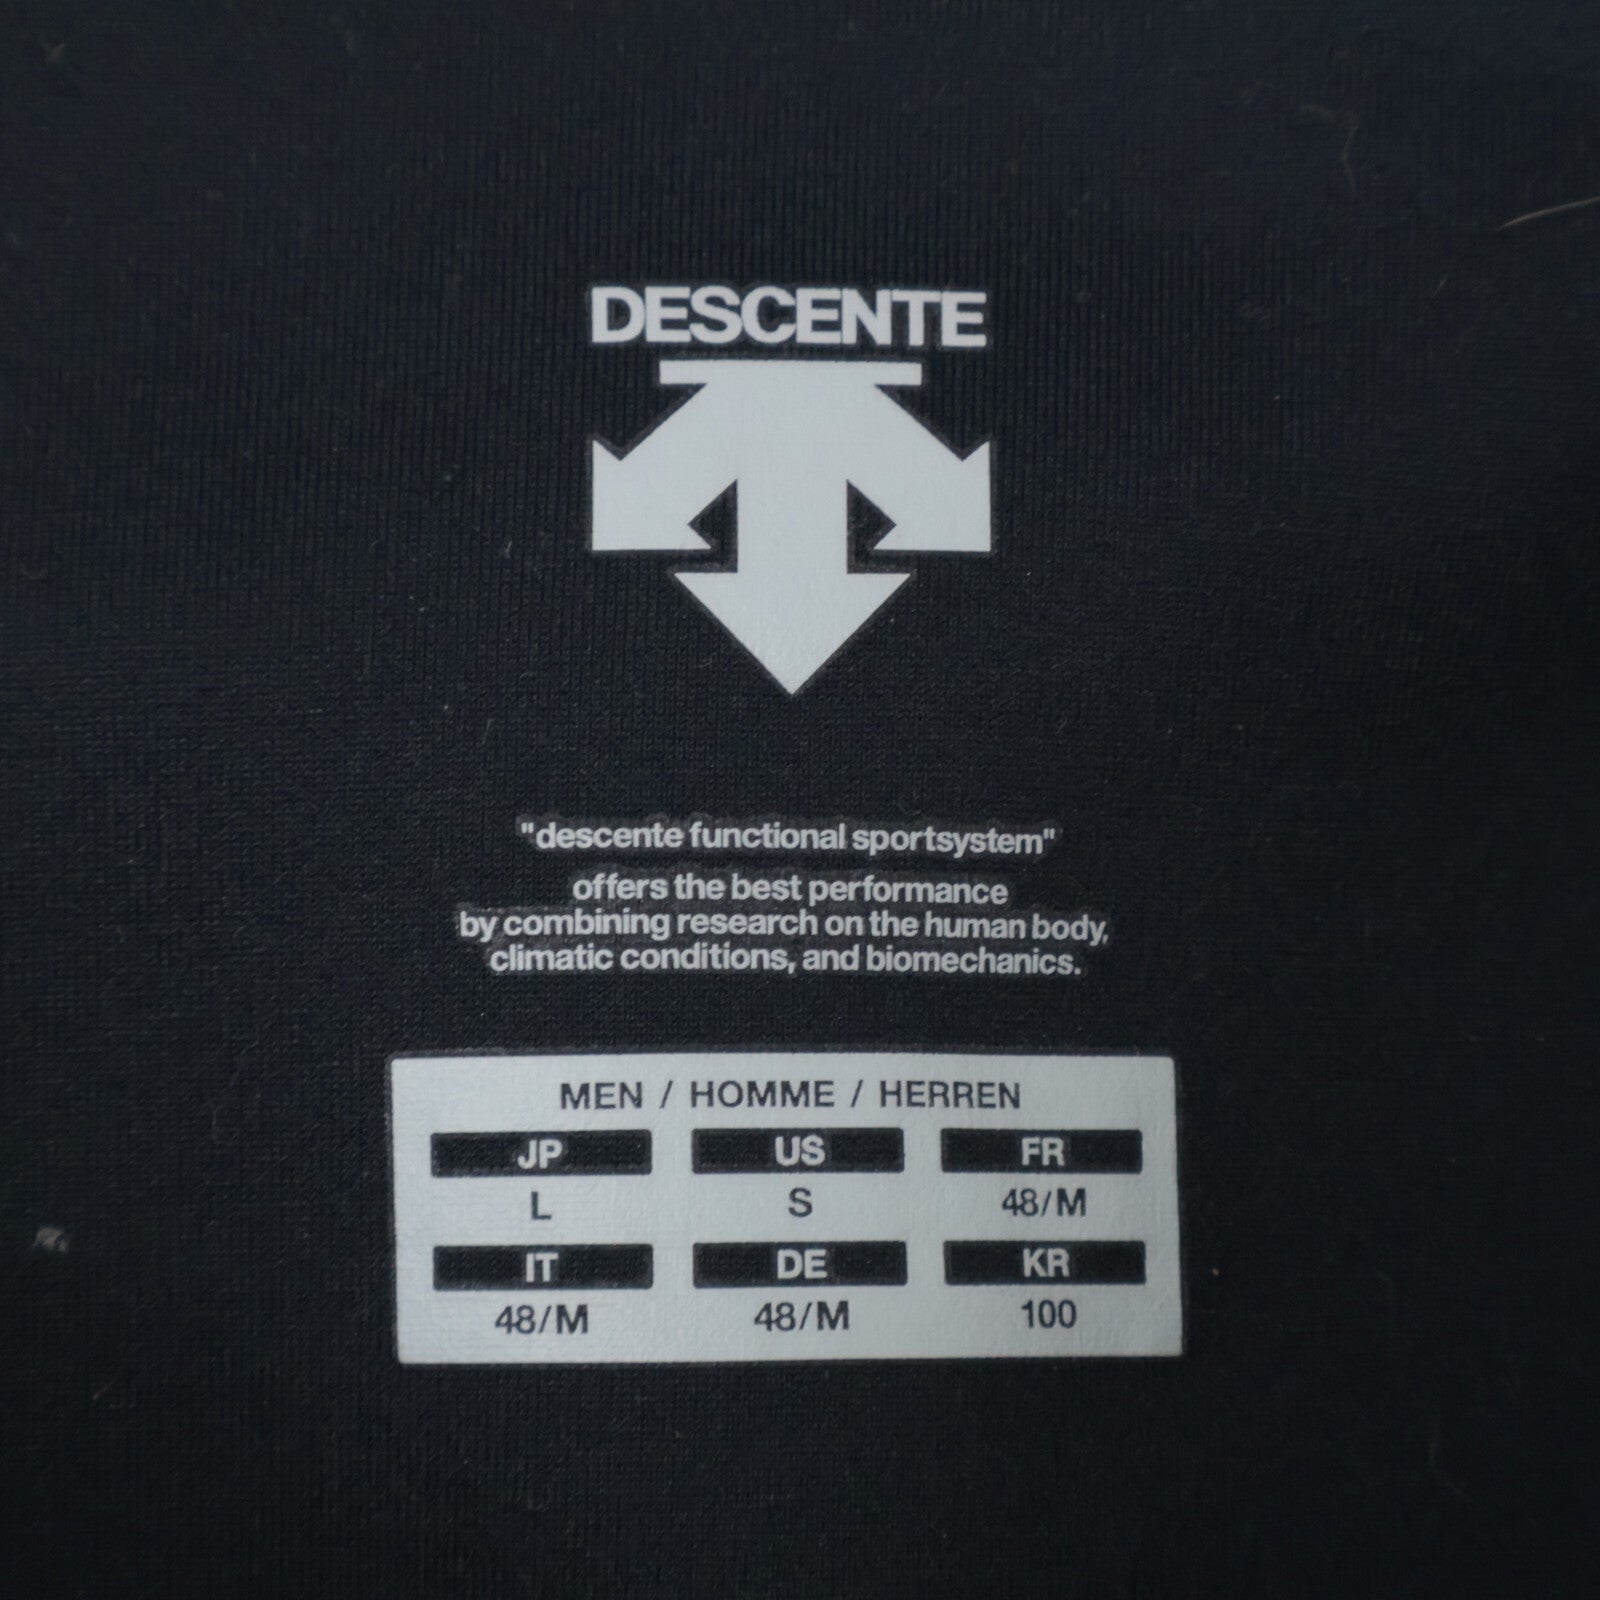 DESCENTE
"descente functional sportsystem"
offers the best performance
by combining research on the human body,
climatic conditions, and biomechanics.
MEN / HOMME / HERREN
JP US FR
L S 48/M
IT DE KR
48/M 48/M 100